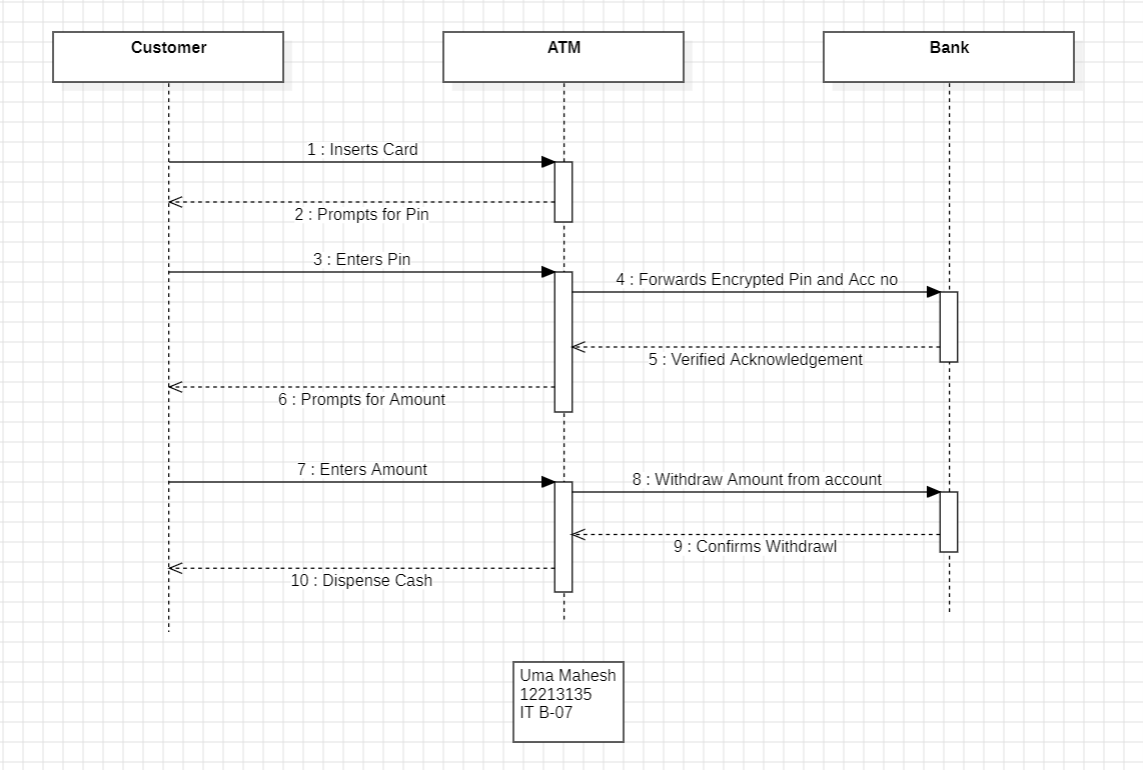 Customer
ATM
Bank
1 : Inserts Card
2 : Prompts for Pin
3 : Enters Pin
4 : Forwards Encrypted Pin and Acc no
5 : Verified Acknowledgement
6 : Prompts for Amount
7 : Enters Amount
8 : Withdraw Amount from account
9 : Confirms Withdrawl
10 : Dispense Cash
Uma Mahesh
12213135
IT B-07